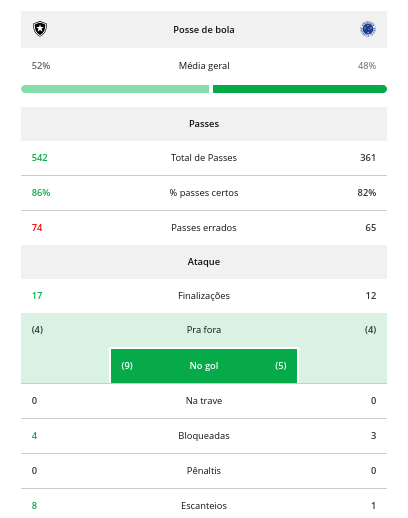 Posse de bola
52% Média geral 48%
Passes
542 Total de Passes 361
86% % passes certos 82%
74 Passes errados 65
Ataque
17 Finalizações 12
(4) Pra fora (4)
(9) No gol (5)
0 Na trave 0
4 Bloqueadas 3
0 Pênaltis 0
8 Escanteios 1